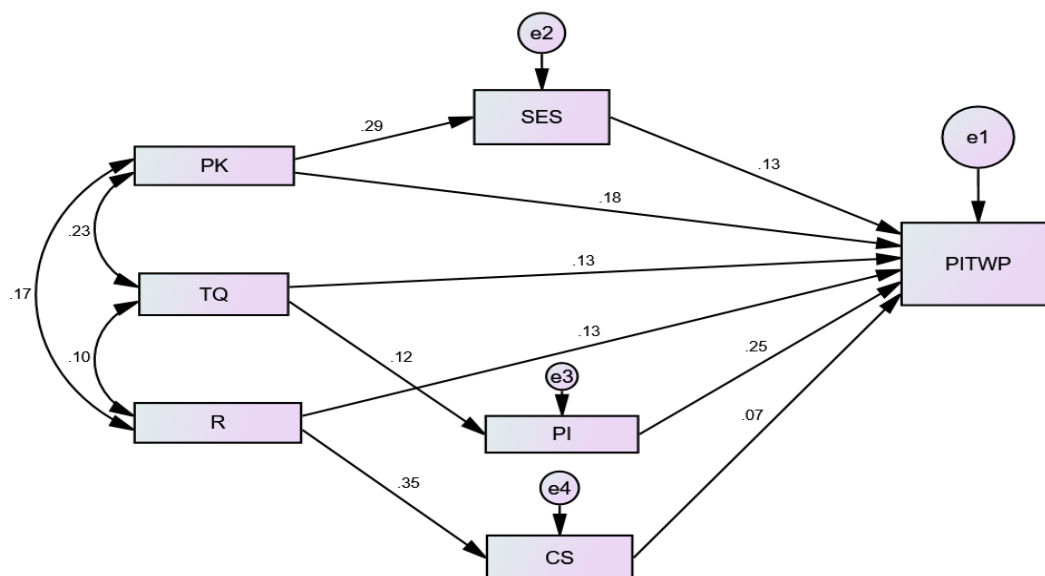 e2
SES
e1
.29
PK
.13
.18
.23
PITWP
TQ
.13
.17
.13
.10
.12
e3
.25
R
PI
.07
.35
e4
CS